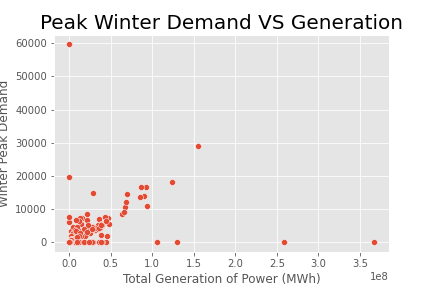 Peak Winter Demand VS Generation
Winter Peak Demand
60000
50000
40000
30000
20000
10000
0
0.0 0.5 1.0 1.5 2.0 2.5 3.0 3.5
1e8
Total Generation of Power (MWh)